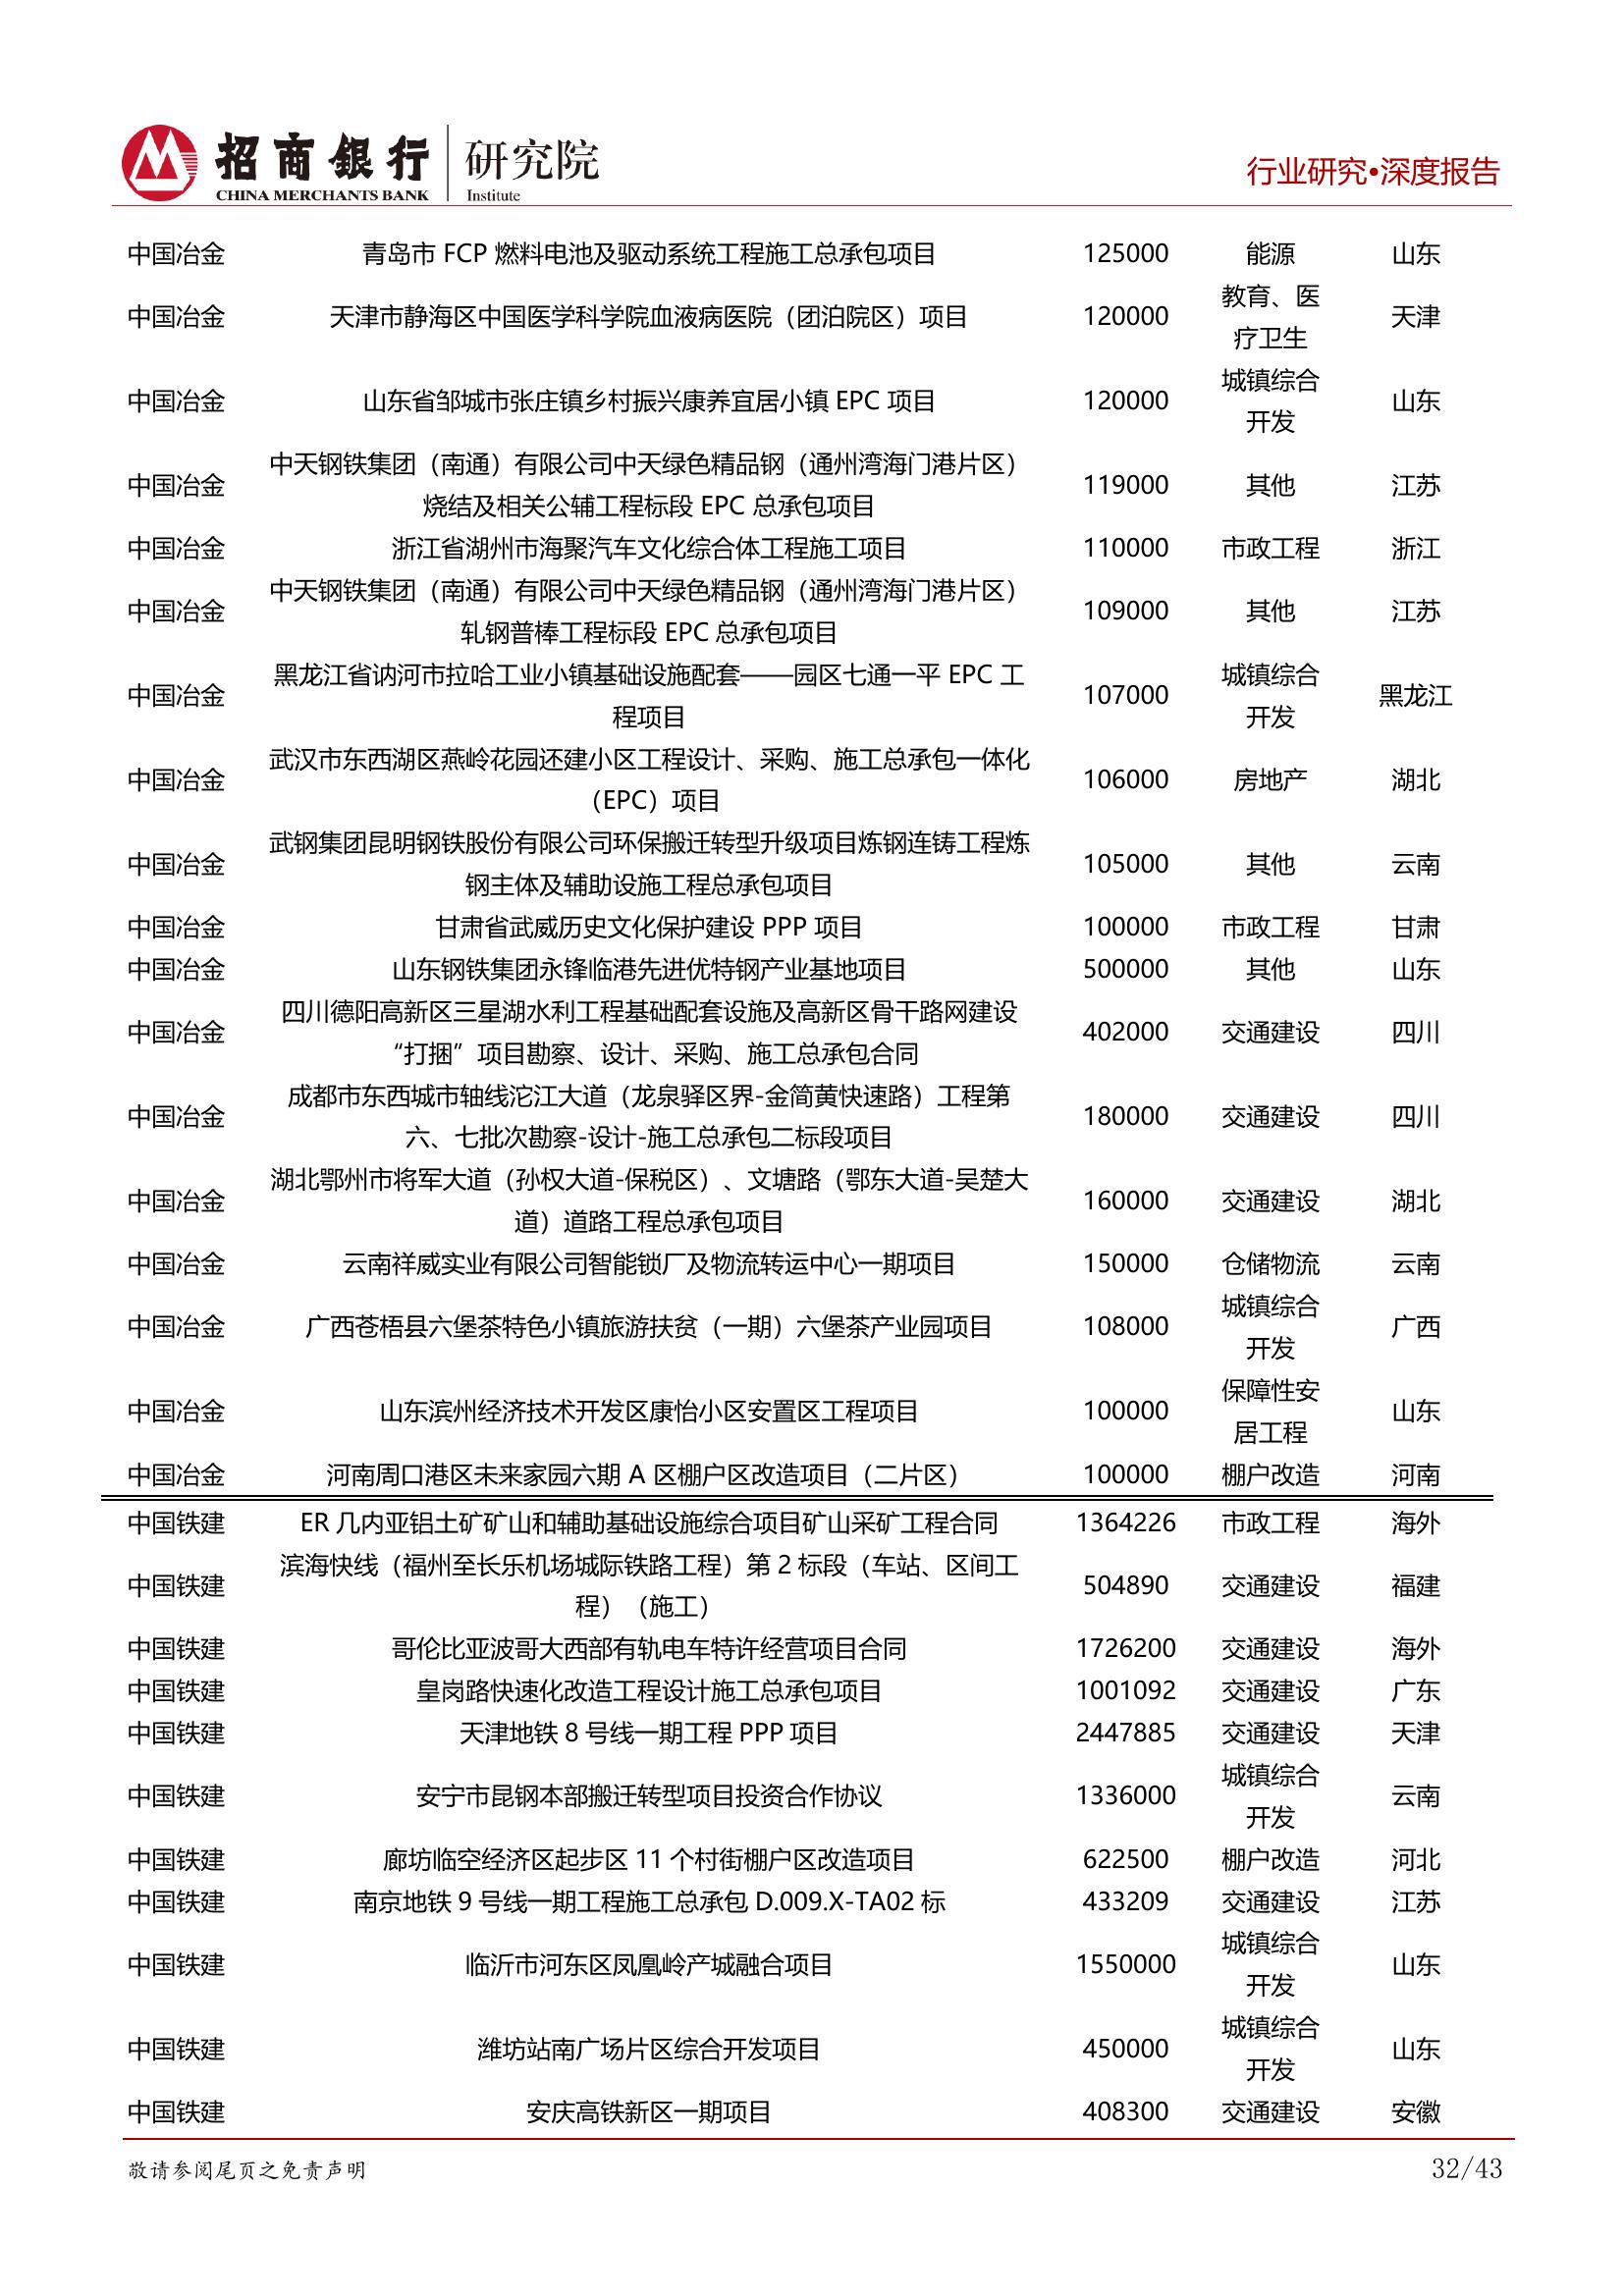 招商银行 研究院
CHINA MERCHANTS BANK Institute
行业研究•深度报告
中国冶金 青岛市 FCP 燃料电池及驱动系统工程施工总承包项目 125000 能源 山东
中国冶金 天津市静海区中国医学科学院血液病医院（团泊院区）项目 120000 教育、医
疗卫生 天津
中国冶金 山东省邹城市张庄镇乡村振兴康养宜居小镇 EPC 项目 120000 城镇综合
开发 山东
中国冶金 中天钢铁集团（南通）有限公司中天绿色精品钢（通州湾海门港片区）
烧结及相关公辅工程标段 EPC 总承包项目 119000 其他 江苏
中国冶金 浙江省湖州市海聚汽车文化综合体工程施工项目 110000 市政工程 浙江
中国冶金 中天钢铁集团（南通）有限公司中天绿色精品钢（通州湾海门港片区）
轧钢普棒工程标段 EPC 总承包项目 109000 其他 江苏
中国冶金 黑龙江省讷河市拉哈工业小镇基础设施配套——园区七通一平 EPC 工
程项目 107000 城镇综合
开发 黑龙江
中国冶金 武汉市东西湖区燕岭花园还建小区工程设计、采购、施工总承包一体化
（EPC）项目 106000 房地产 湖北
中国冶金 武钢集团昆明钢铁股份有限公司环保搬迁转型升级项目炼钢连铸工程炼
钢主体及辅助设施工程总承包项目 105000 其他 云南
中国冶金 甘肃省武威历史文化保护建设 PPP 项目 100000 市政工程 甘肃
中国冶金 山东钢铁集团永锋临港先进优特钢产业基地项目 500000 其他 山东
中国冶金 四川德阳高新区三星湖水利工程基础配套设施及高新区骨干路网建设
“打捆”项目勘察、设计、采购、施工总承包合同 402000 交通建设 四川
中国冶金 成都市东西城市轴线沱江大道（龙泉驿区界-金简黄快速路）工程第
六、七批次勘察-设计-施工总承包二标段项目 180000 交通建设 四川
中国冶金 湖北鄂州市将军大道（孙权大道-保税区）、文塘路（鄂东大道-吴楚大
道）道路工程总承包项目 160000 交通建设 湖北
中国冶金 云南祥威实业有限公司智能锁厂及物流转运中心一期项目 150000 仓储物流 云南
中国冶金 广西苍梧县六堡茶特色小镇旅游扶贫（一期）六堡茶产业园项目 108000 城镇综合
开发 广西
中国冶金 山东滨州经济技术开发区康怡小区安置区工程项目 100000 保障性安
居工程 山东
中国冶金 河南周口港区未来家园六期 A 区棚户区改造项目（二片区） 100000 棚户改造 河南
中国铁建 ER 几内亚铝土矿矿山和辅助基础设施综合项目矿山采矿工程合同 1364226 市政工程 海外
中国铁建 滨海快线（福州至长乐机场城际铁路工程）第 2 标段（车站、区间工
程）（施工） 504890 交通建设 福建
中国铁建 哥伦比亚波哥大西部有轨电车特许经营项目合同 1726200 交通建设 海外
中国铁建 皇岗路快速化改造工程设计施工总承包项目 1001092 交通建设 广东
中国铁建 天津地铁 8 号线一期工程 PPP 项目 2447885 交通建设 天津
中国铁建 安宁市昆钢本部搬迁转型项目投资合作协议 1336000 城镇综合
开发 云南
中国铁建 廊坊临空经济区起步区 11 个村街棚户区改造项目 622500 棚户改造 河北
中国铁建 南京地铁 9 号线一期工程施工总承包 D.009.X-TA02 标 433209 交通建设 江苏
中国铁建 临沂市河东区凤凰岭产城融合项目 1550000 城镇综合
开发 山东
中国铁建 潍坊站南广场片区综合开发项目 450000 城镇综合
开发 山东
中国铁建 安庆高铁新区一期项目 408300 交通建设 安徽
敬请参阅尾页之免责声明 32/43